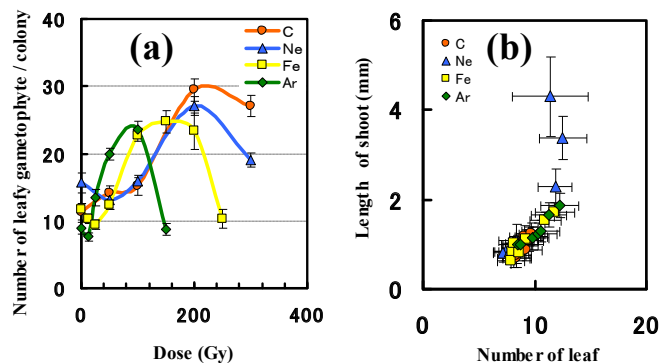 (a)
C
Ne
Fe
Ar
Number of leafy gametophyte / colony
40
30
20
10
0
0
200
400
Dose (Gy)
(b)
C
Ne
Fe
Ar
Length of shoot (mm)
6
4
2
0
0
10
20
Number of leaf